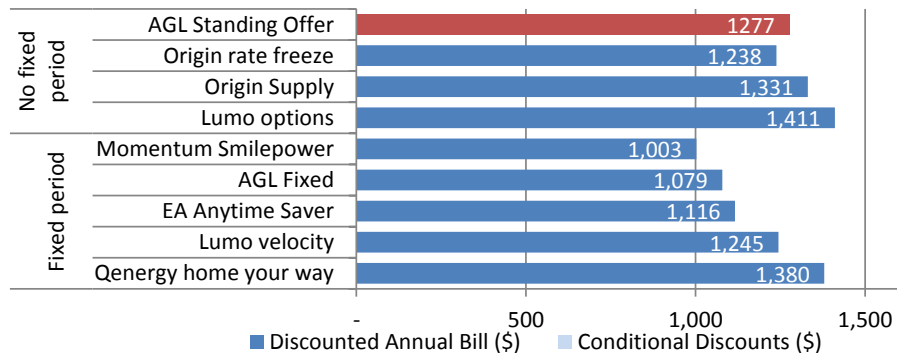 No fixed period
AGL Standing Offer 1277
Origin rate freeze 1,238
Origin Supply 1,331
Lumo options 1,411
Fixed period
Momentum Smilepower 1,003
AGL Fixed 1,079
EA Anytime Saver 1,116
Lumo velocity 1,245
Qenergy home your way 1,380
- 500 1,000 1,500
Discounted Annual Bill ($) Conditional Discounts ($)